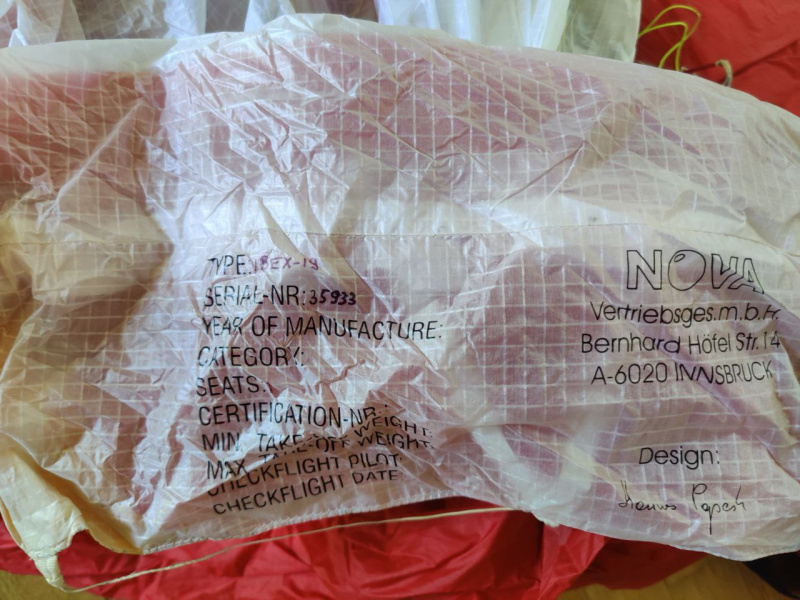 TYPE: IBEX-19
SERIAL-NR: 35933
YEAR OF MANUFACTURE:
CATEGORY:
SEATS:
CERTIFICATION-NR.:
MIN. TAKE-OFF WEIGHT:
MAX. TAKE-OFF WEIGHT:
CHECKFLIGHT PILOT
CHECKFLIGHT DATE
NOVA
Vertriebsges.m.b.H.
Bernhard Höfel Str. 14
A-6020 INNSBRUCK
Design:
Hannes Papesh